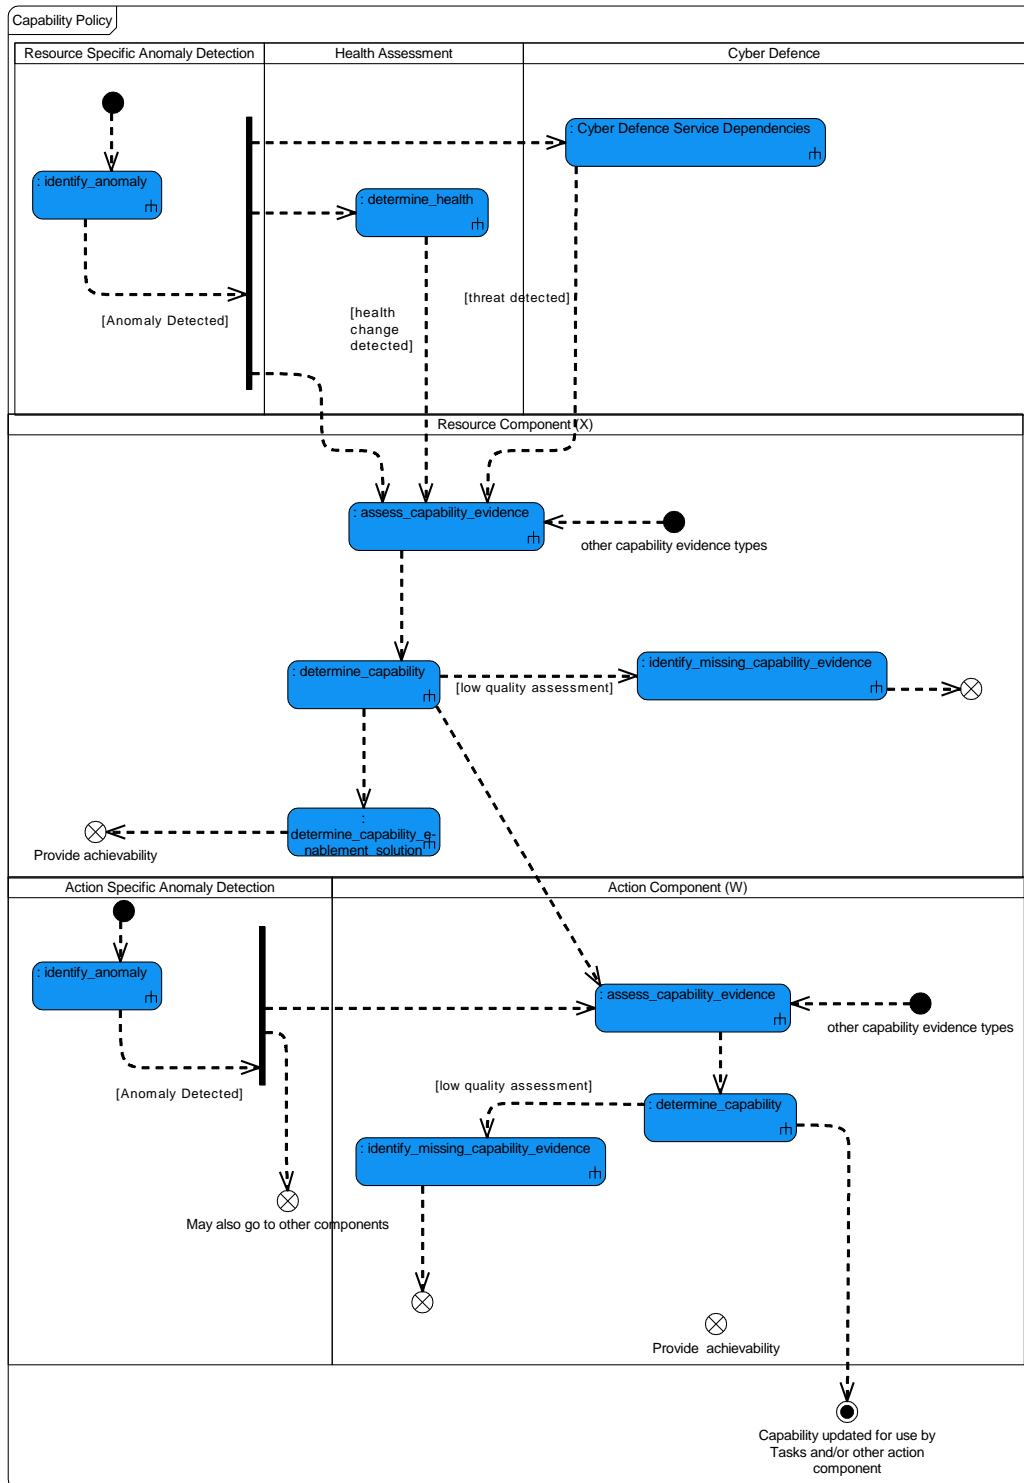 Capability Policy
Resource Specific Anomaly Detection
Health Assessment
Cyber Defence
: Cyber Defence Service Dependencies
: identify_anomaly
: determine_health
[threat detected]
[health
change
detected]
[Anomaly Detected]
Resource Component (X)
: assess_capability_evidence
other capability evidence types
: determine_capability
: identify_missing_capability_evidence
[low quality assessment]
:
determine_capability_e-
nablement_solution
Provide achievability
Action Specific Anomaly Detection
Action Component (W)
: identify_anomaly
: assess_capability_evidence
other capability evidence types
[Anomaly Detected]
[low quality assessment]
: determine_capability
: identify_missing_capability_evidence
May also go to other components
Provide  achievability
Capability updated for use by
Tasks and/or other action
component